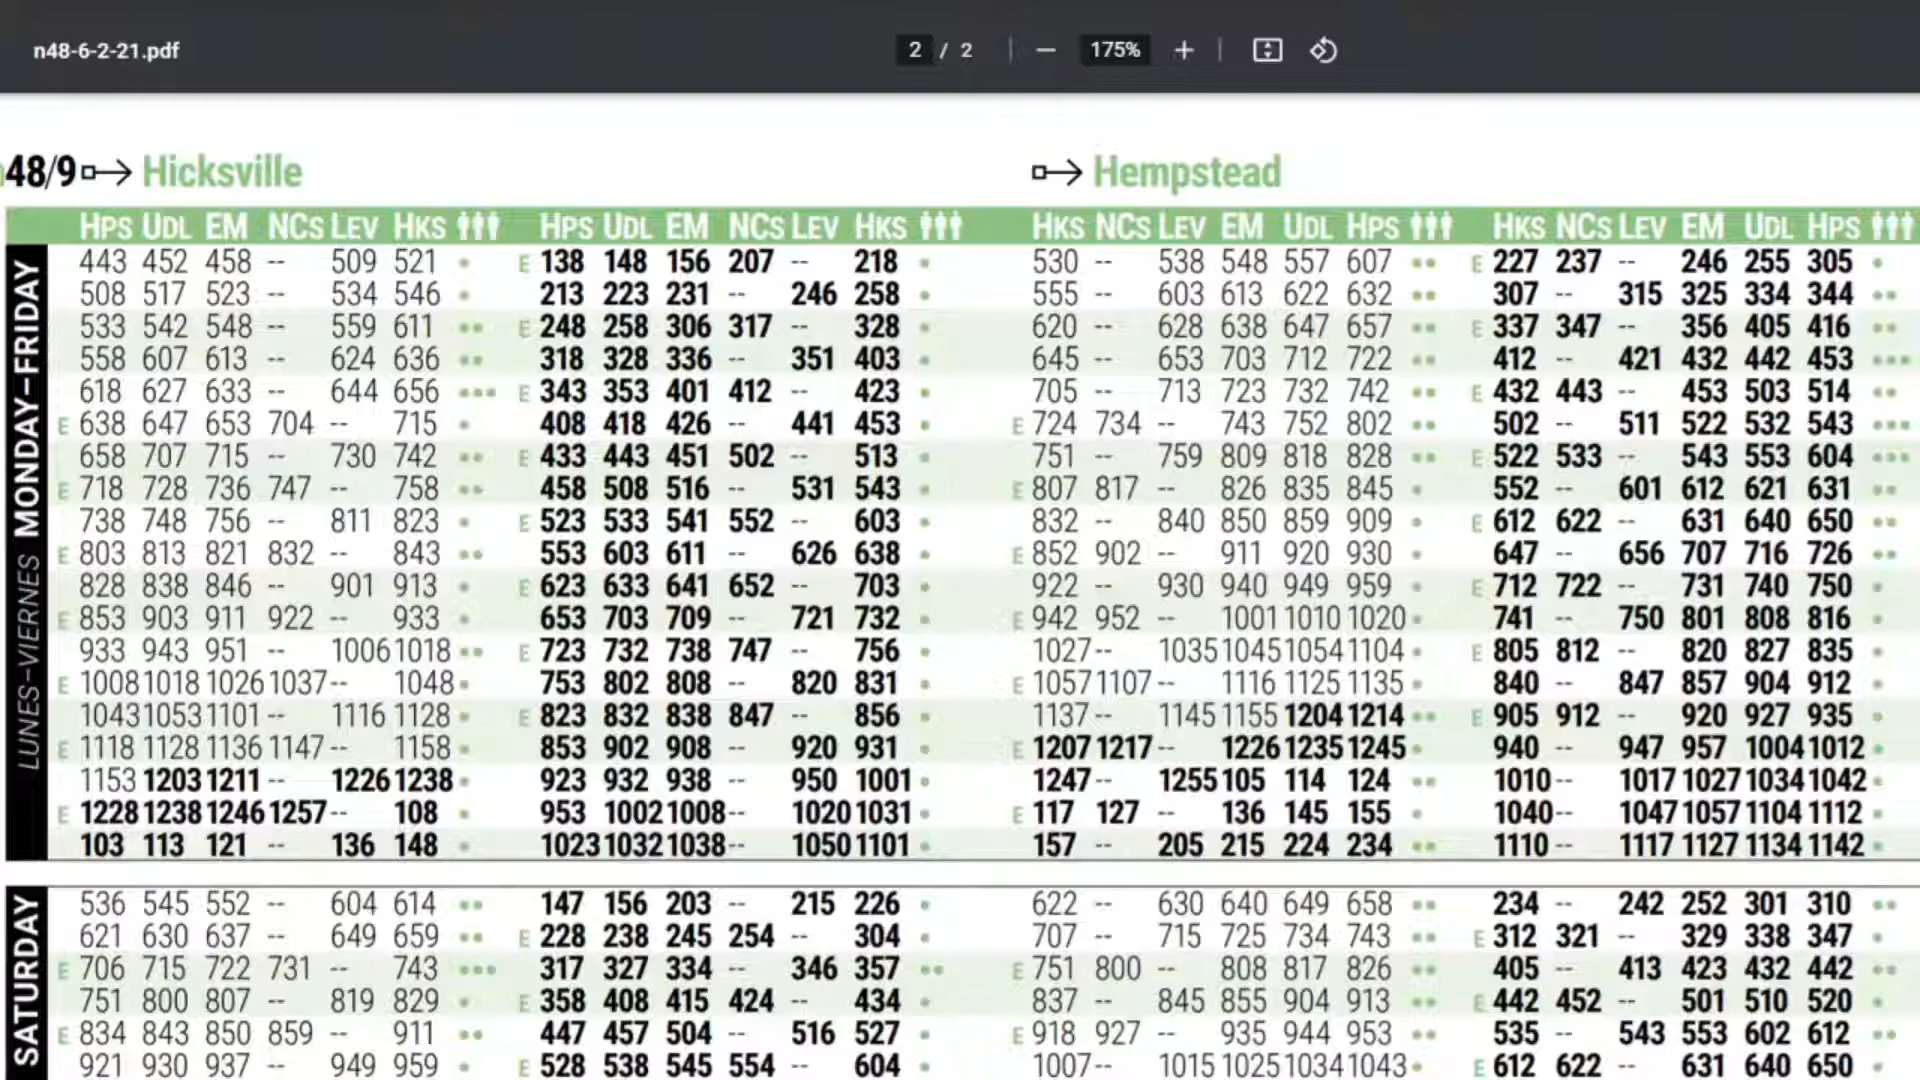 n48-6-2-21.pdf 2 / 2 175%
48/9 Hicksville Hempstead
HPS UDL EM NCS LEV HKS HPS UDL EM NCS LEV HKS HKS NCS LEV EM UDL HPS HKS NCS LEV EM UDL HPS
LUNES–VIERNES MONDAY–FRIDAY
443 452 458 -- 509 521 E 138 148 156 207 -- 218 530 -- 538 548 557 607 E 227 237 -- 246 255 305
508 517 523 -- 534 546 213 223 231 -- 246 258 555 -- 603 613 622 632 307 -- 315 325 334 344
533 542 548 -- 559 611 E 248 258 306 317 -- 328 620 -- 628 638 647 657 E 337 347 -- 356 405 416
558 607 613 -- 624 636 318 328 336 -- 351 403 645 -- 653 703 712 722 412 -- 421 432 442 453
618 627 633 -- 644 656 E 343 353 401 412 -- 423 705 -- 713 723 732 742 E 432 443 -- 453 503 514
E 638 647 653 704 -- 715 408 418 426 -- 441 453 E 724 734 -- 743 752 802 502 -- 511 522 532 543
658 707 715 -- 730 742 E 433 443 451 502 -- 513 751 -- 759 809 818 828 E 522 533 -- 543 553 604
E 718 728 736 747 -- 758 458 508 516 -- 531 543 E 807 817 -- 826 835 845 552 -- 601 612 621 631
738 748 756 -- 811 823 E 523 533 541 552 -- 603 832 -- 840 850 859 909 E 612 622 -- 631 640 650
E 803 813 821 832 -- 843 553 603 611 -- 626 638 E 852 902 -- 911 920 930 647 -- 656 707 716 726
828 838 846 -- 901 913 E 623 633 641 652 -- 703 922 -- 930 940 949 959 E 712 722 -- 731 740 750
E 853 903 911 922 -- 933 653 703 709 -- 721 732 E 942 952 -- 1001 1010 1020 741 -- 750 801 808 816
933 943 951 -- 1006 1018 E 723 732 738 747 -- 756 1027 -- 1035 1045 1054 1104 E 805 812 -- 820 827 835
E 1008 1018 1026 1037 -- 1048 753 802 808 -- 820 831 E 1057 1107 -- 1116 1125 1135 840 -- 847 857 904 912
1043 1053 1101 -- 1116 1128 E 823 832 838 847 -- 856 1137 -- 1145 1155 1204 1214 E 905 912 -- 920 927 935
E 1118 1128 1136 1147 -- 1158 853 902 908 -- 920 931 E 1207 1217 -- 1226 1235 1245 940 -- 947 957 1004 1012
1153 1203 1211 -- 1226 1238 923 932 938 -- 950 1001 1247 -- 1255 105 114 124 1010 -- 1017 1027 1034 1042
E 1228 1238 1246 1257 -- 108 953 1002 1008 -- 1020 1031 E 117 127 -- 136 145 155 1040 -- 1047 1057 1104 1112
103 113 121 -- 136 148 1023 1032 1038 -- 1050 1101 157 -- 205 215 224 234 1110 -- 1117 1127 1134 1142
SATURDAY
536 545 552 -- 604 614 147 156 203 -- 215 226 622 -- 630 640 649 658 234 -- 242 252 301 310
621 630 637 -- 649 659 E 228 238 245 254 -- 304 707 -- 715 725 734 743 E 312 321 -- 329 338 347
E 706 715 722 731 -- 743 317 327 334 -- 346 357 E 751 800 -- 808 817 826 405 -- 413 423 432 442
751 800 807 -- 819 829 E 358 408 415 424 -- 434 837 -- 845 855 904 913 E 442 452 -- 501 510 520
E 834 843 850 859 -- 911 447 457 504 -- 516 527 E 918 927 -- 935 944 953 535 -- 543 553 602 612
921 930 937 -- 949 959 E 528 538 545 554 -- 604 1007 -- 1015 1025 1034 1043 E 612 622 -- 631 640 650